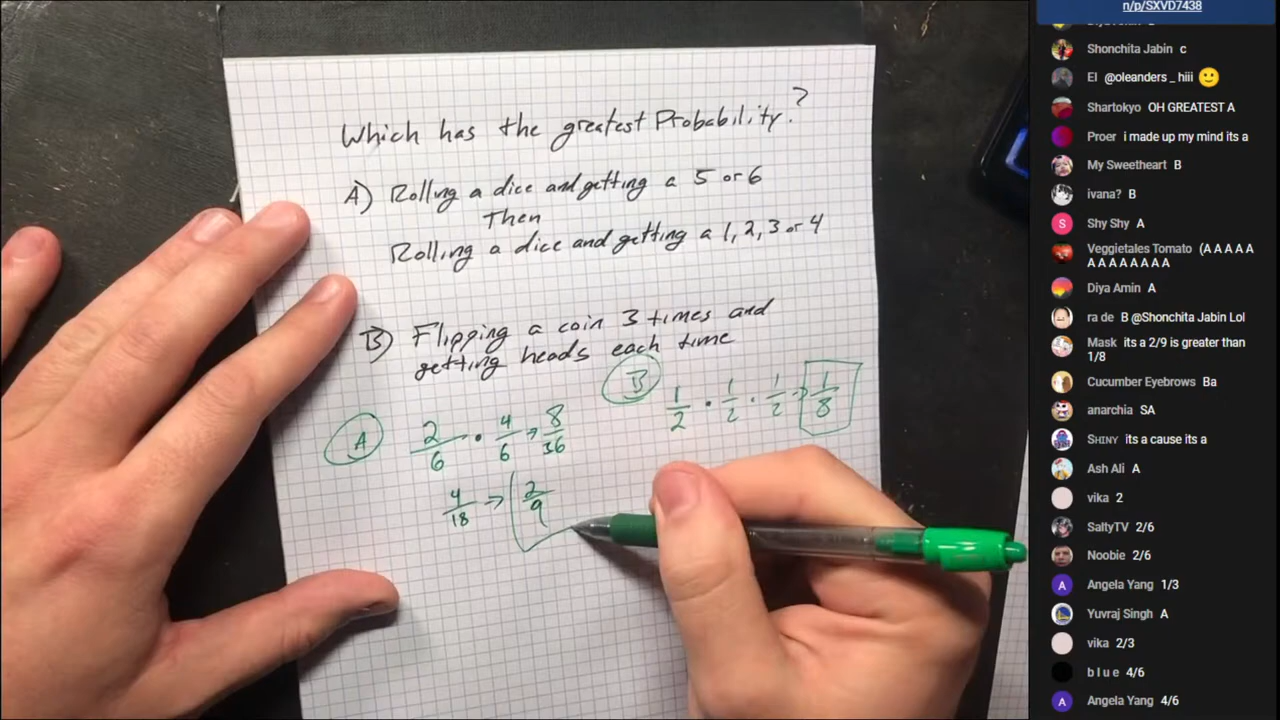 Which has the greatest Probability?
A) Rolling a dice and getting a 5 or 6
Then
Rolling a dice and getting a 1, 2, 3 or 4
B) Flipping a coin 3 times and
getting heads each time
A 2/6 · 4/6 → 8/36
4/18 → 2/9
B 1/2 · 1/2 · 1/2 → 1/8
n/p/SXVD7438
Shonchita Jabin c
El @oleanders _ hiii 🙂
Shartokyo OH GREATEST A
Proer i made up my mind its a
My Sweetheart B
ivana? B
S Shy Shy A
Veggietales Tomato (A A A A A
A A A A A A A A A
Diya Amin A
ra de B @Shonchita Jabin Lol
Mask its a 2/9 is greater than
1/8
Cucumber Eyebrows Ba
anarchia SA
SHINY its a cause its a
Ash Ali A
vika 2
SaltyTV 2/6
Noobie 2/6
A Angela Yang 1/3
Yuvraj Singh A
vika 2/3
b l u e 4/6
A Angela Yang 4/6